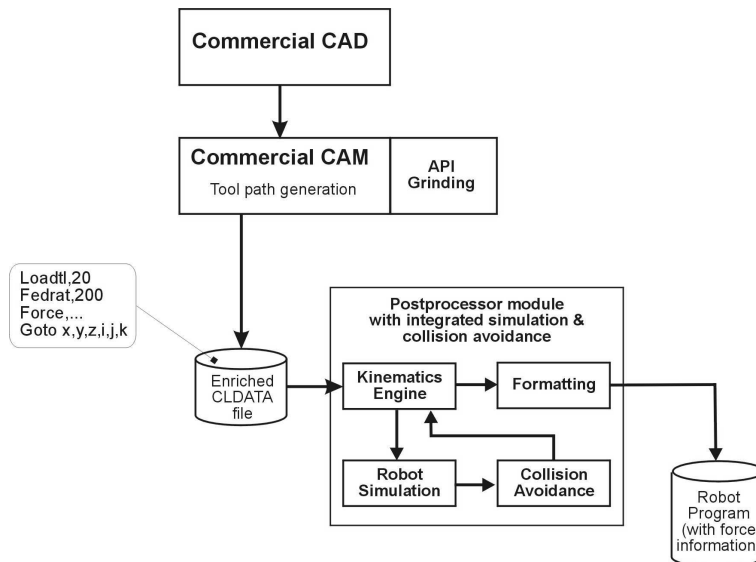 Commercial CAD
Commercial CAM
Tool path generation
API
Grinding
Loadtl,20
Fedrat,200
Force,...
Goto x,y,z,i,j,k
Enriched
CLDATA
file
Postprocessor module
with integrated simulation &
collision avoidance
Kinematics
Engine
Formatting
Robot
Simulation
Collision
Avoidance
Robot
Program
(with force
information